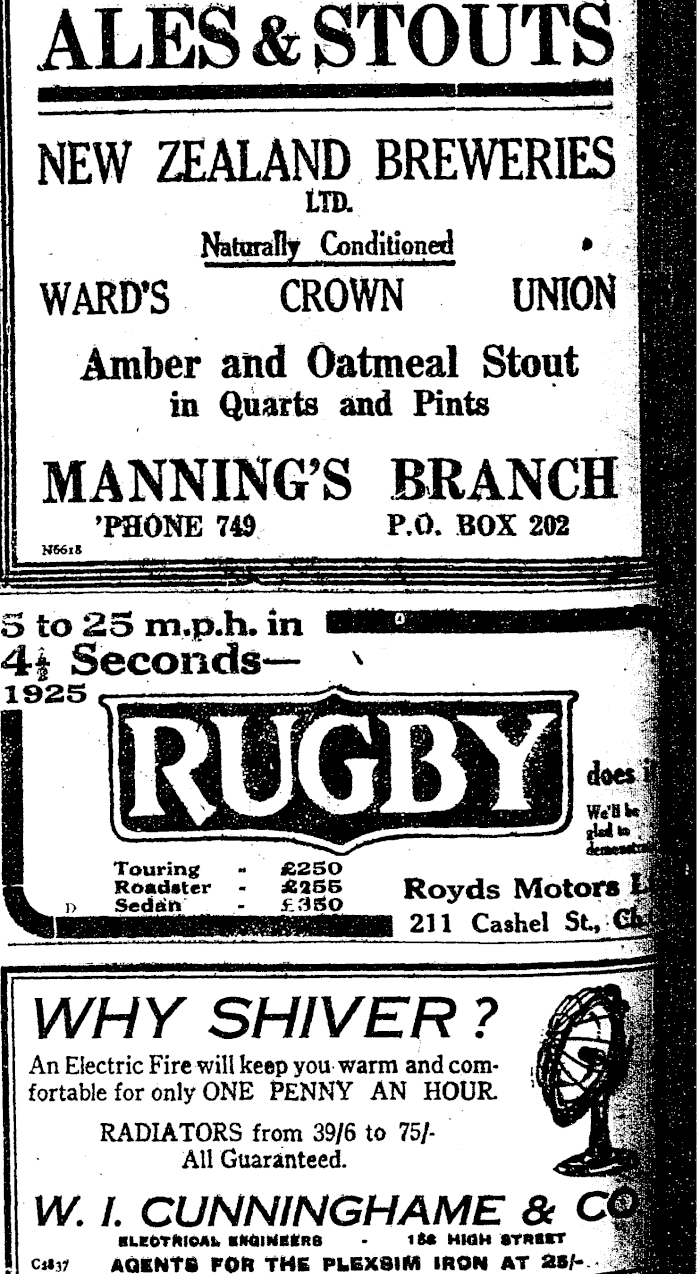 ALES & STOUTS
NEW ZEALAND BREWERIES
LTD.
Naturally Conditioned
WARD'S CROWN UNION
Amber and Oatmeal Stout
in Quarts and Pints
MANNING'S BRANCH
'PHONE 749 P.O. BOX 202
N6618
5 to 25 m.p.h. in
4½ Seconds—
1925
RUGBY
does
We'll be
glad to
Touring - £250
Roadster - £255
Sedan - £350
D
Royds Motors
211 Cashel St.,
WHY SHIVER?
An Electric Fire will keep you warm and com-
fortable for only ONE PENNY AN HOUR.
RADIATORS from 39/6 to 75/-
All Guaranteed.
W. I. CUNNINGHAME & CO
ELECTRICAL ENGINEERS - HIGH STREET
AGENTS FOR THE PLEXSIM IRON AT 25/-